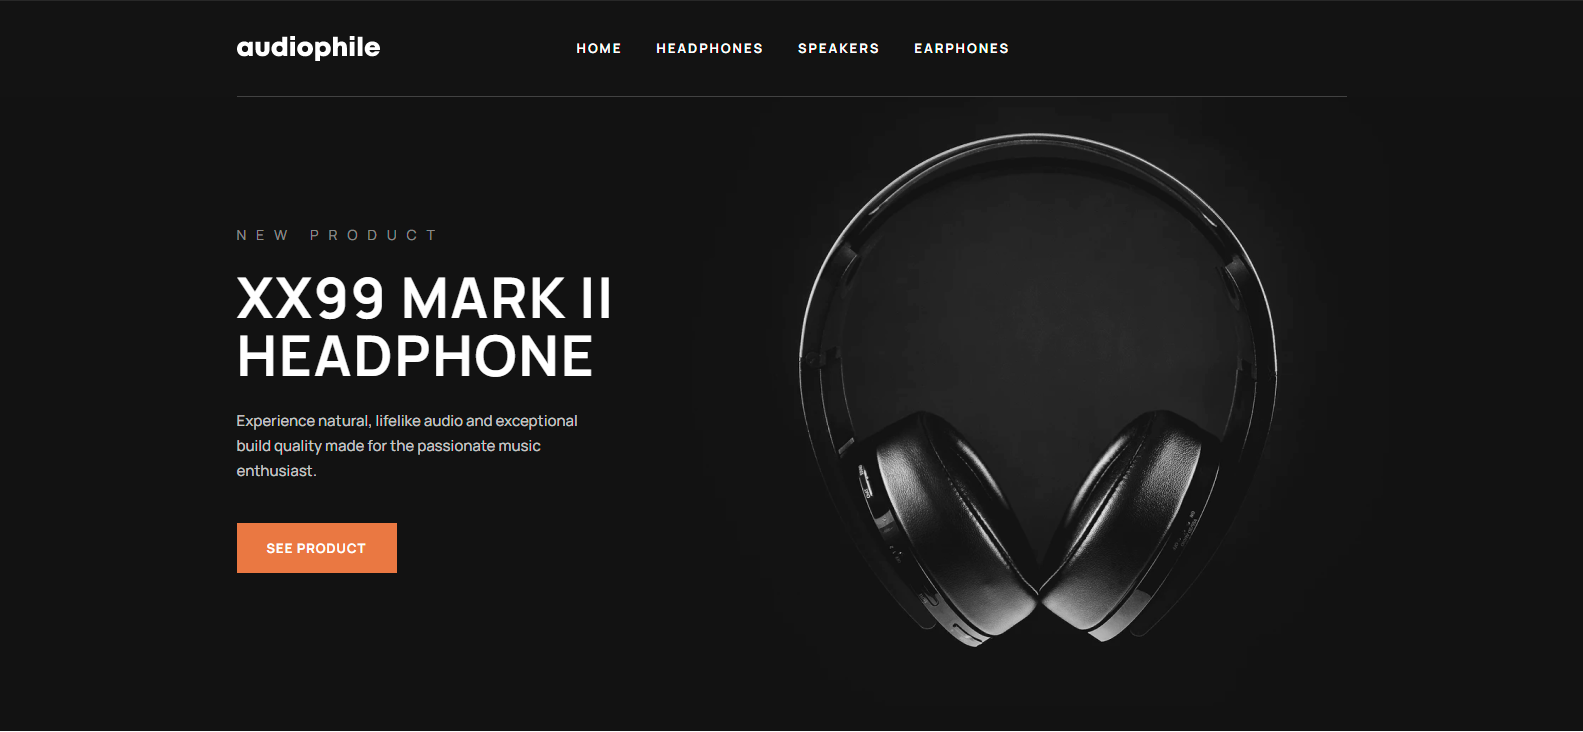 audiophile
HOME HEADPHONES SPEAKERS EARPHONES
NEW PRODUCT
XX99 MARK II
HEADPHONE
Experience natural, lifelike audio and exceptional
build quality made for the passionate music
enthusiast.
SEE PRODUCT